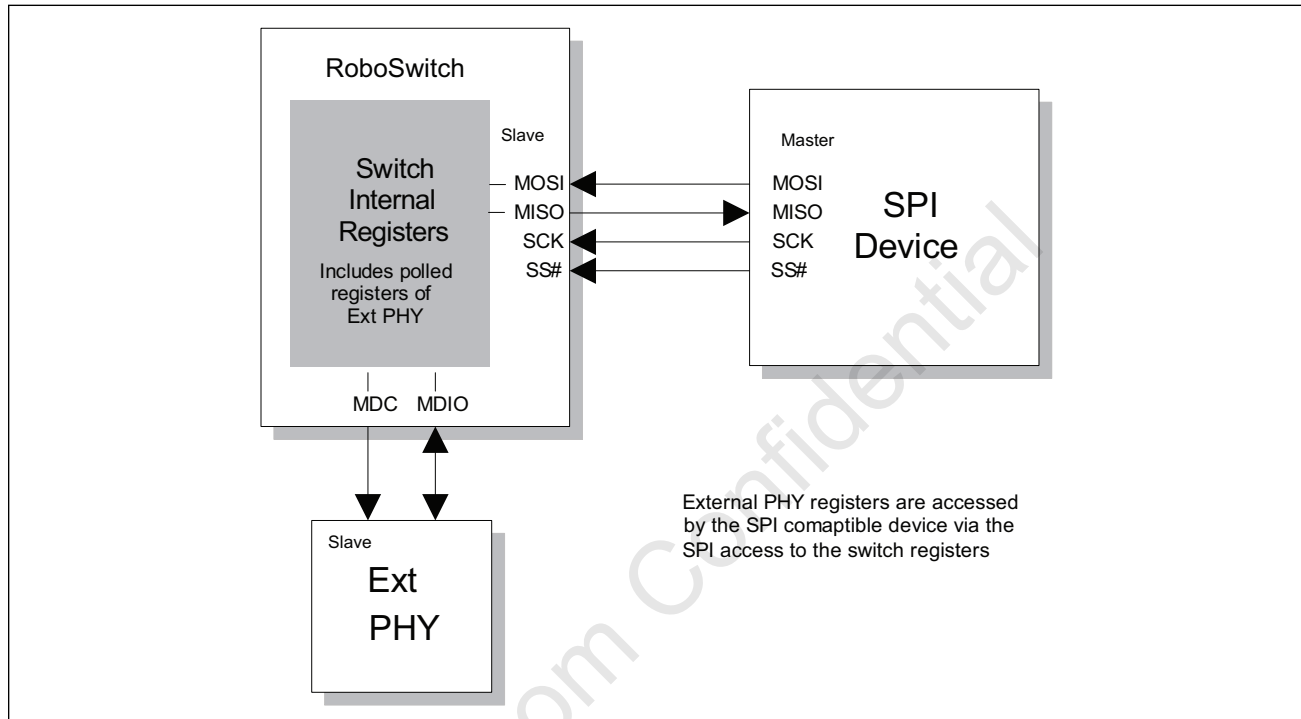 RoboSwitch
Switch
Internal
Registers
Includes polled
registers of
Ext PHY
Slave
MOSI
MISO
SCK
SS#
MDC MDIO
Master
MOSI
MISO
SCK
SS#
SPI
Device
Slave
Ext
PHY
External PHY registers are accessed
by the SPI comaptible device via the
SPI access to the switch registers
om Confidential